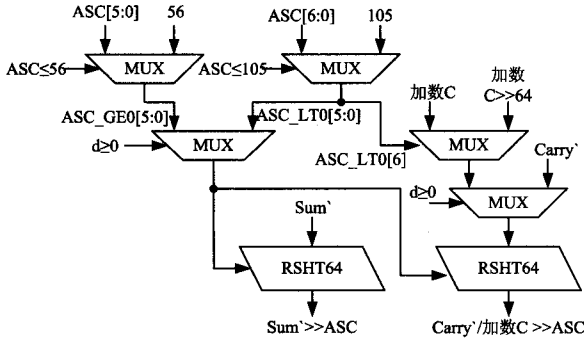 ASC[5:0] 56 ASC[6:0] 105
ASC≤56 MUX ASC≤105 MUX
加数C 加数
C>>64
ASC_GE0[5:0] ASC_LT0[5:0]
d≥0 MUX ASC_LT0[6] MUX Carry`
d≥0 MUX
Sum`
RSHT64 RSHT64
Sum`>>ASC Carry`/加数C >>ASC